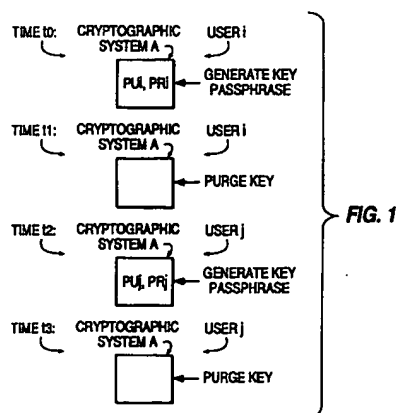 TIME t0: CRYPTOGRAPHIC SYSTEM A USER i
PUi, PRi
GENERATE KEY PASSPHRASE
TIME t1: CRYPTOGRAPHIC SYSTEM A USER i
PURGE KEY
TIME t2: CRYPTOGRAPHIC SYSTEM A USER j
PUj, PRj
GENERATE KEY PASSPHRASE
TIME t3: CRYPTOGRAPHIC SYSTEM A USER j
PURGE KEY
FIG. 1